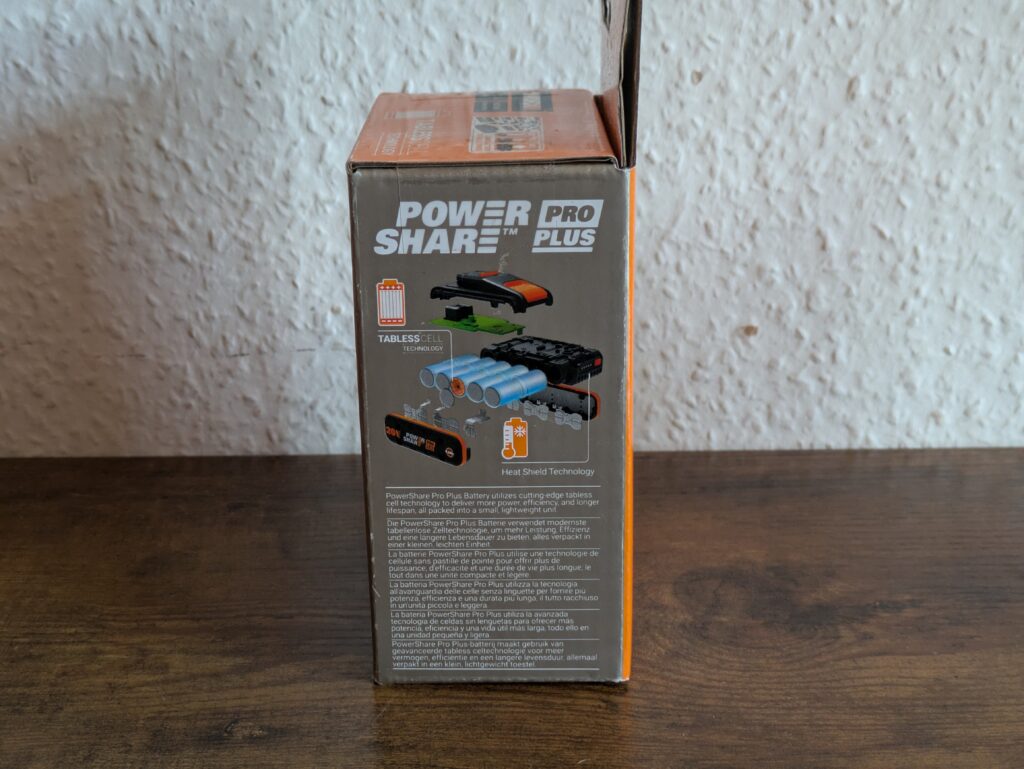 POWER
SHARE™
PRO
PLUS
TABLESSCELL
TECHNOLOGY
20V
POWER
SHARE
Heat Shield Technology
PowerShare Pro Plus Battery utilizes cutting-edge tabless
cell technology to deliver more power, efficiency, and longer
lifespan, all packed into a small, lightweight unit.
Die PowerShare Pro Plus Batterie verwendet modernste
tabellenlose Zelltechnologie, um mehr Leistung, Effizienz
und eine längere Lebensdauer zu bieten, alles verpackt in
einer kleinen, leichten Einheit.
La batterie PowerShare Pro Plus utilise une technologie de
cellule sans pastille de pointe pour offrir plus de
puissance, d'efficacité et une durée de vie plus longue, le
tout dans une unité compacte et légère.
La batteria PowerShare Pro Plus utilizza la tecnologia
all'avanguardia delle celle senza linguette per fornire più
potenza, efficienza e una durata più lunga, il tutto racchiuso
in un'unità piccola e leggera.
La batería PowerShare Pro Plus utiliza la avanzada
tecnología de celdas sin lenguetas para ofrecer más
potencia, eficiencia y una vida útil más larga, todo ello en
una unidad pequeña y ligera.
PowerShare Pro Plus-batterij maakt gebruik van
geavanceerde tabless celtechnologie voor meer
vermogen, efficiëntie en een langere levensduur, allemaal
verpakt in een klein, lichtgewicht toestel.